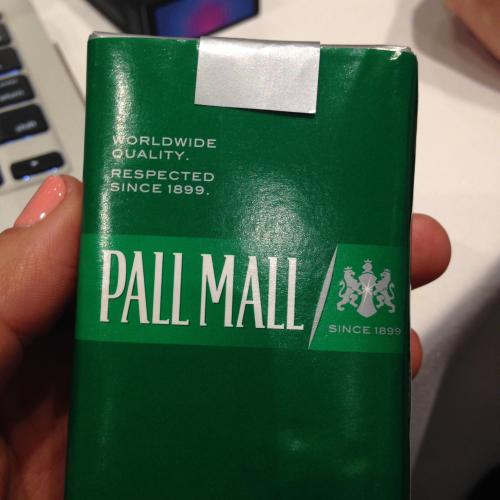 WORLDWIDE
QUALITY.
RESPECTED
SINCE 1899.
PALL MALL
SINCE 1899